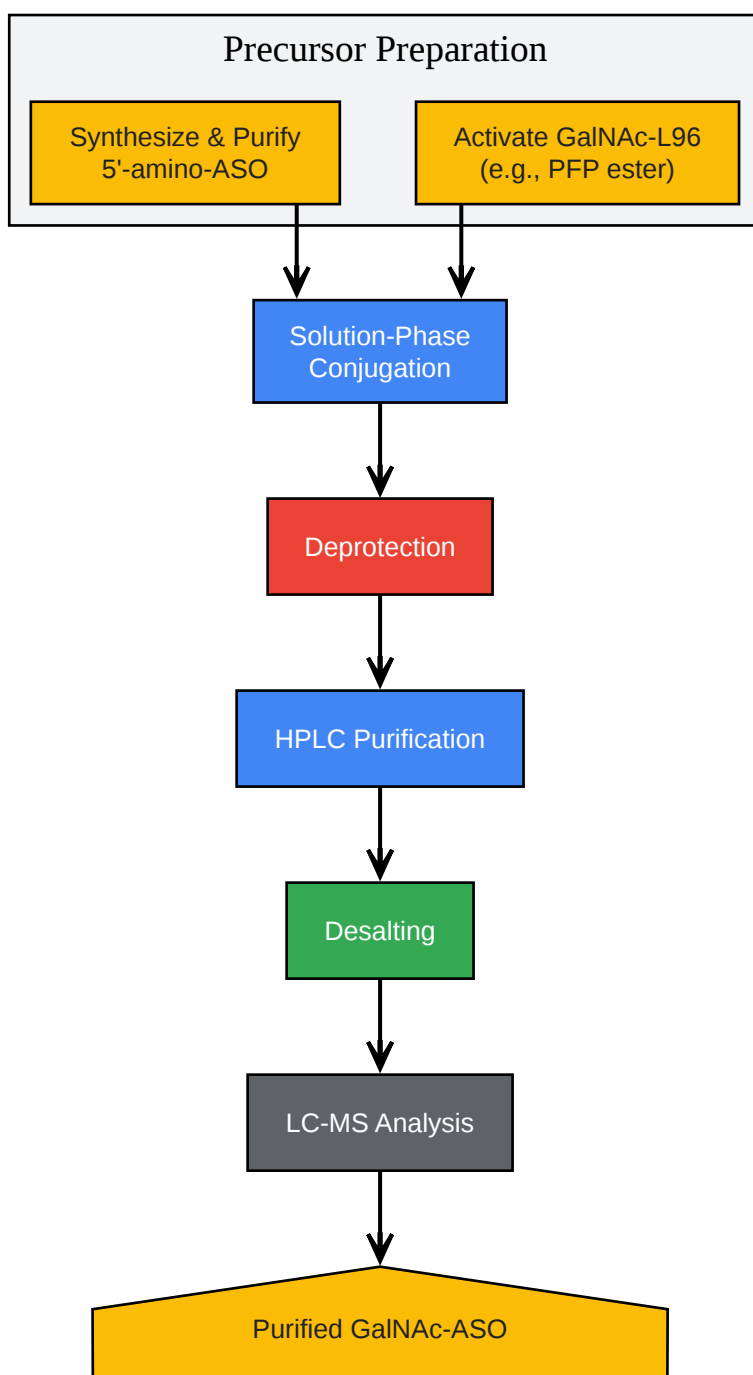 Precursor Preparation
Synthesize & Purify
5'-amino-ASO
Activate GalNAc-L96
(e.g., PFP ester)
Solution-Phase
Conjugation
Deprotection
HPLC Purification
Desalting
LC-MS Analysis
Purified GalNAc-ASO